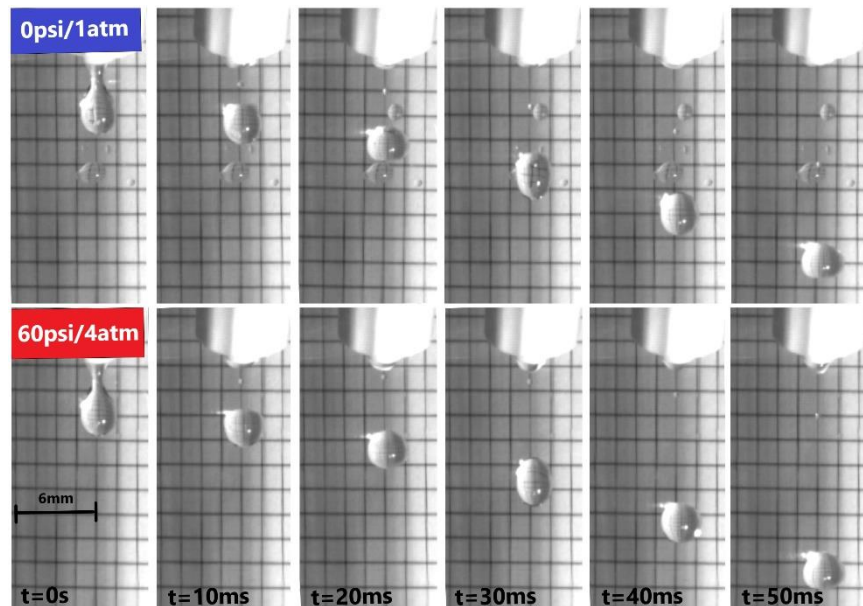 0psi/1atm
60psi/4atm
6mm
t=0s
t=10ms
t=20ms
t=30ms
t=40ms
t=50ms